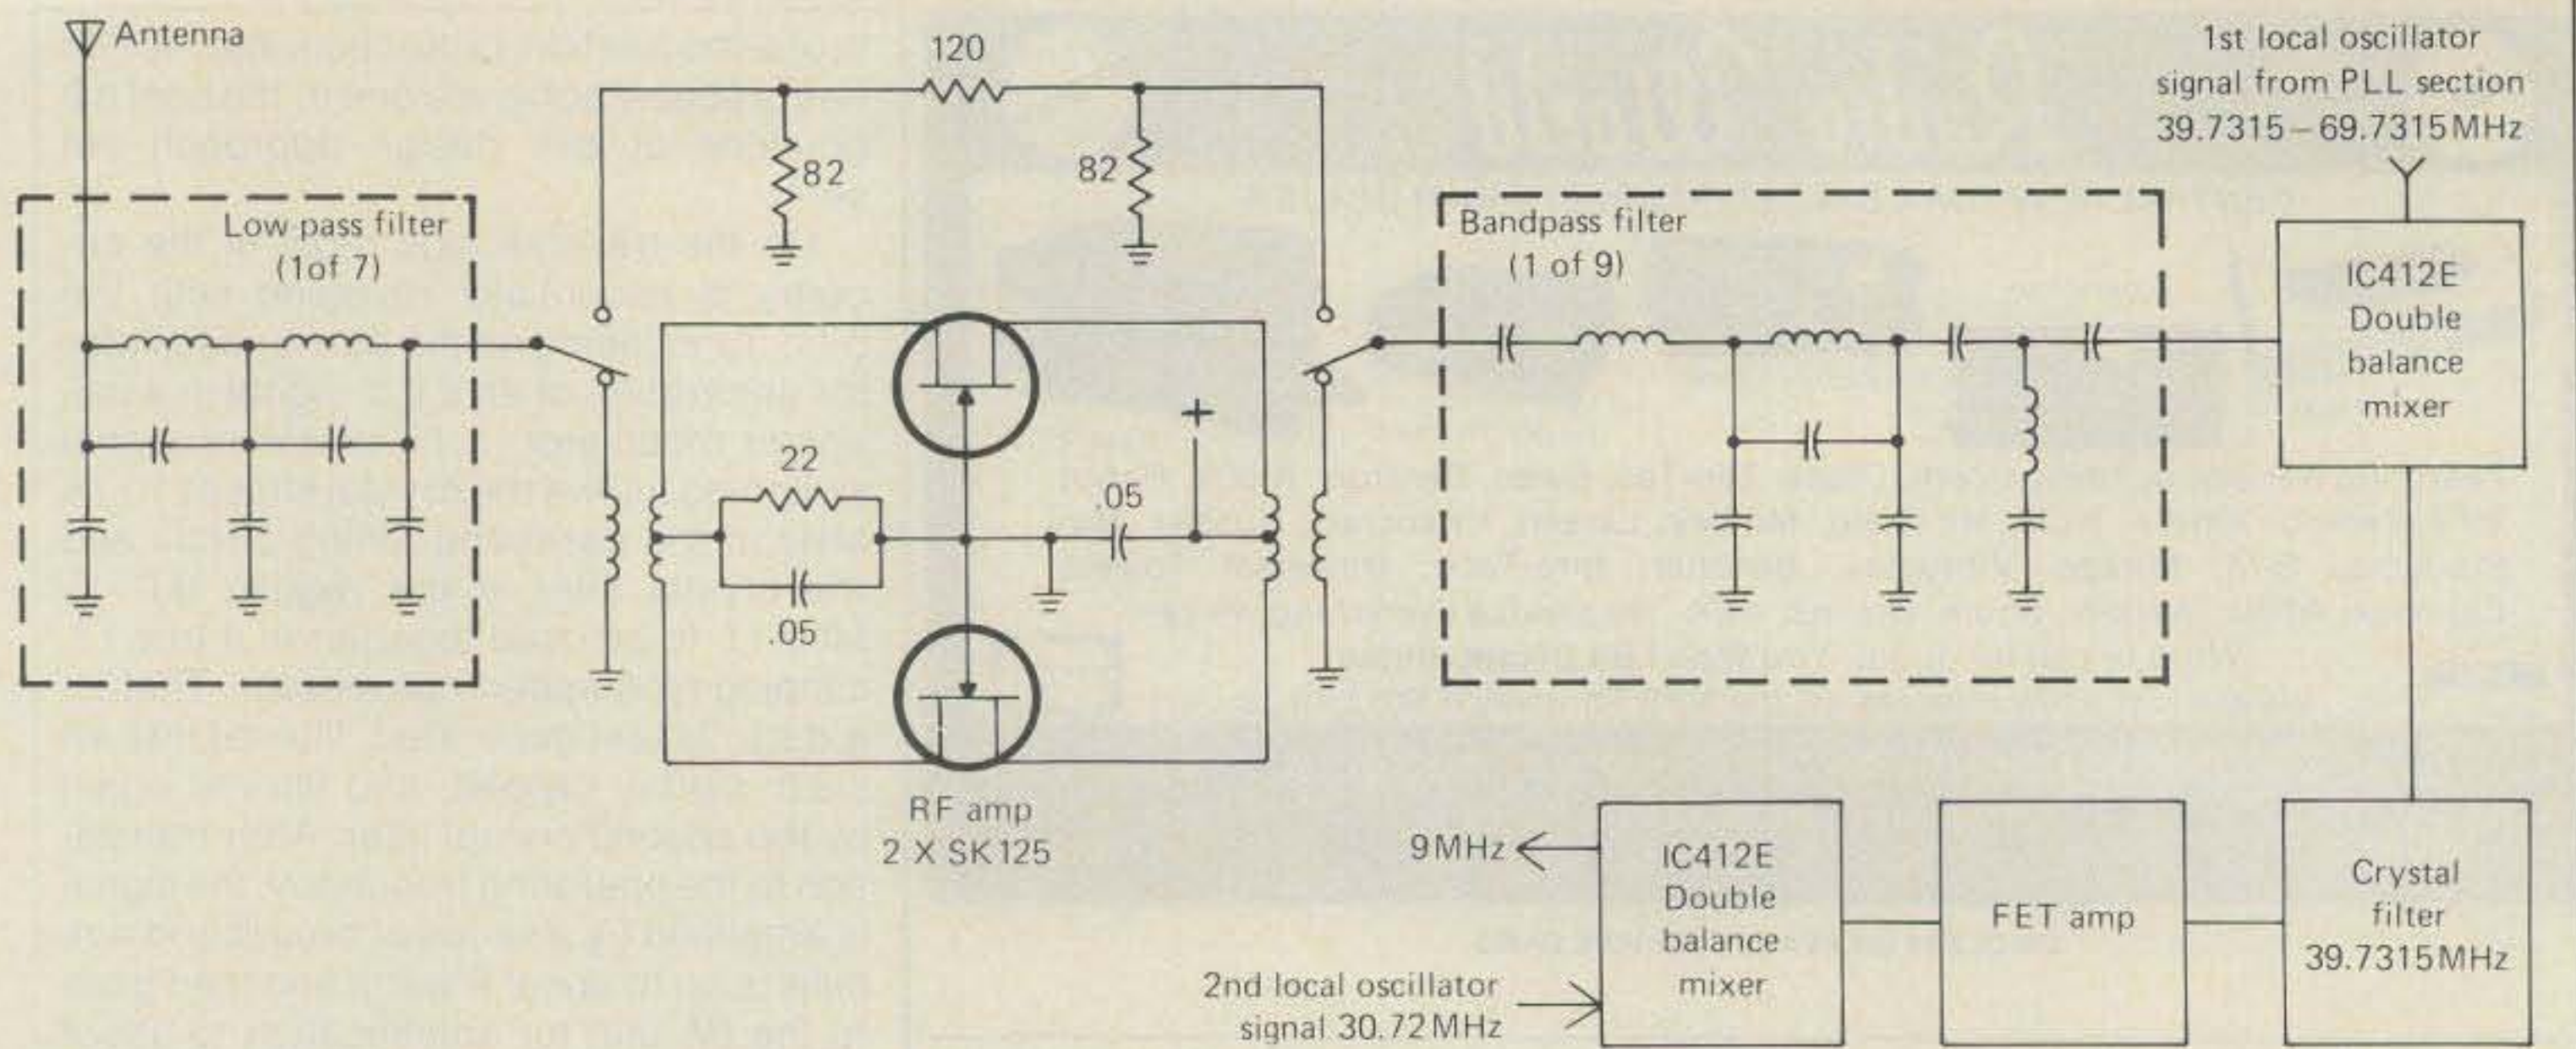 Antenna
120
1st local oscillator
signal from PLL section
39.7315–69.7315MHz
82
82
Low pass filter
(1of 7)
Bandpass filter
(1 of 9)
IC412E
Double
balance
mixer
+
22
.05
.05
RF amp
2 X SK125
9MHz
IC412E
Double
balance
mixer
FET amp
Crystal
filter
39.7315MHz
2nd local oscillator
signal 30.72MHz